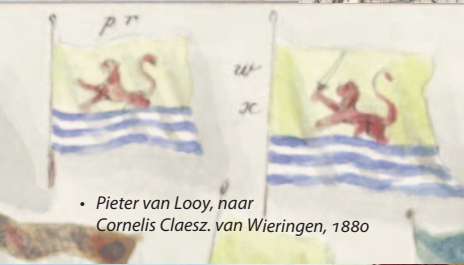 p r
w
x
• Pieter van Looy, naar
Cornelis Claesz. van Wieringen, 1880